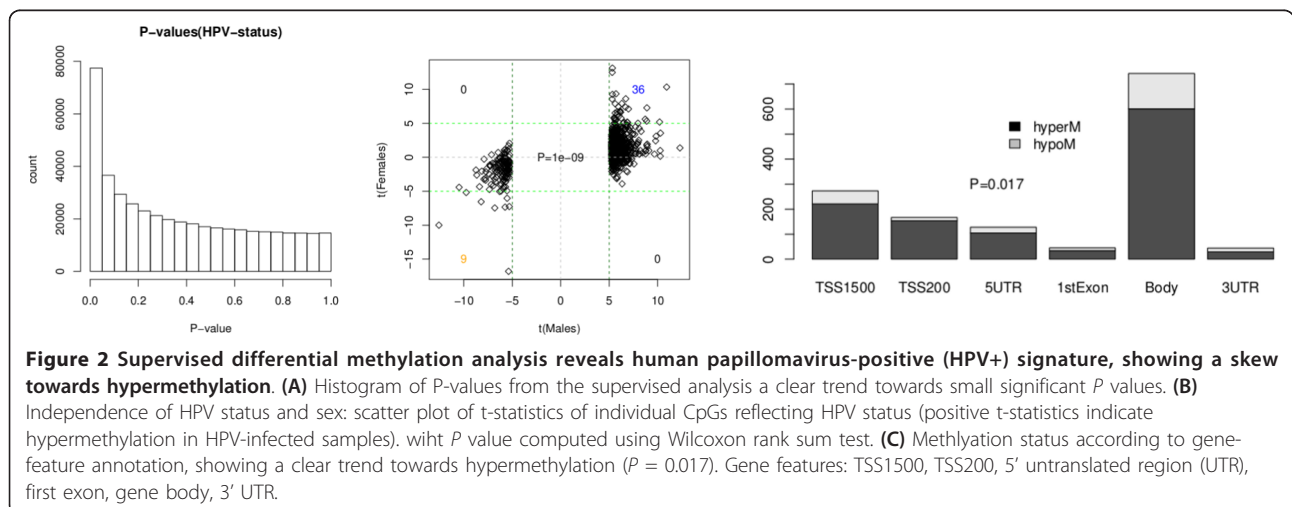 P-values(HPV-status)
80000
60000
40000
20000
0
count
0.0 0.2 0.4 0.6 0.8 1.0
P-value
10
5
0
-5
-10
-15
t(Females)
0 36
P=1e-09
9 0
-10 -5 0 5 10
t(Males)
600
400
200
0
hyperM
hypoM
P=0.017
TSS1500 TSS200 5UTR 1stExon Body 3UTR
Figure 2 Supervised differential methylation analysis reveals human papillomavirus-positive (HPV+) signature, showing a skew
towards hypermethylation. (A) Histogram of P-values from the supervised analysis a clear trend towards small significant P values. (B)
Independence of HPV status and sex: scatter plot of t-statistics of individual CpGs reflecting HPV status (positive t-statistics indicate
hypermethylation in HPV-infected samples). wiht P value computed using Wilcoxon rank sum test. (C) Methlyation status according to gene-
feature annotation, showing a clear trend towards hypermethylation (P = 0.017). Gene features: TSS1500, TSS200, 5' untranslated region (UTR),
first exon, gene body, 3' UTR.